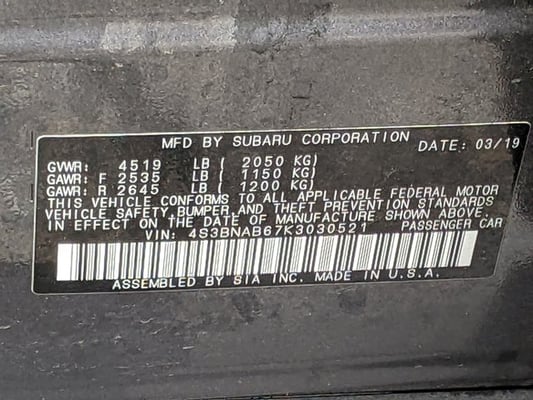 MFD BY SUBARU CORPORATION DATE: 03/19
GVWR: 4519 LB ( 2050 KG)
GAWR: F 2535 LB ( 1150 KG)
GAWR: R 2645 LB ( 1200 KG)
THIS VEHICLE CONFORMS TO ALL APPLICABLE FEDERAL MOTOR
VEHICLE SAFETY, BUMPER AND THEFT PREVENTION STANDARDS
IN EFFECT ON THE DATE OF MANUFACTURE SHOWN ABOVE.
VIN: 4S3BNAB67K3030521 PASSENGER CAR
ASSEMBLED BY SIA INC. MADE IN U.S.A.